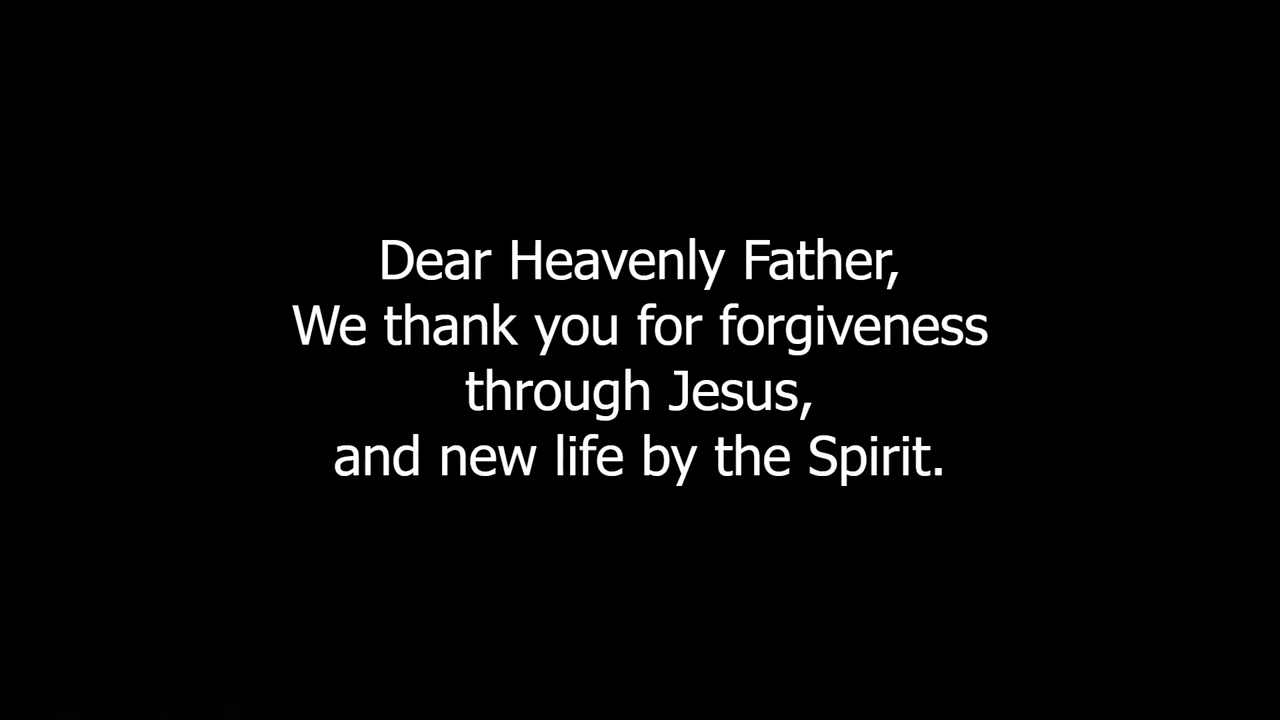 Dear Heavenly Father,
We thank you for forgiveness
through Jesus,
and new life by the Spirit.